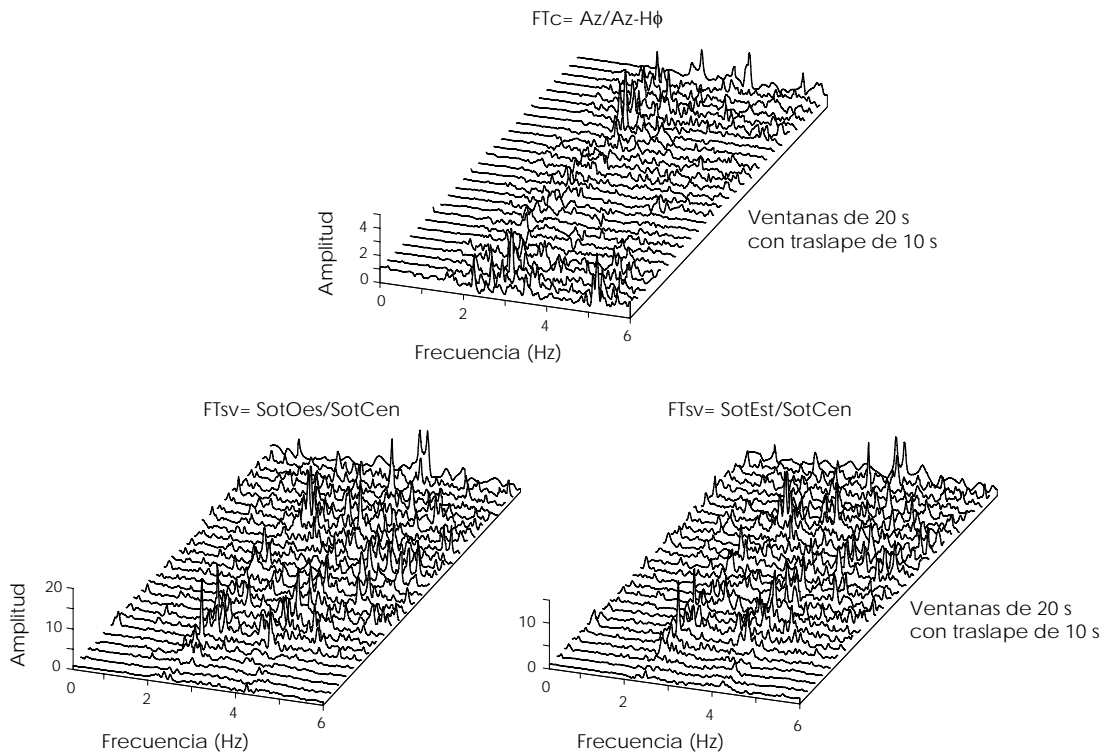 FTc= Az/Az-Hϕ
Amplitud
4
2
0
0
2
4
6
Frecuencia (Hz)
Ventanas de 20 s
con traslape de 10 s
FTsv= SotOes/SotCen
Amplitud
20
10
0
0
2
4
6
Frecuencia (Hz)
FTsv= SotEst/SotCen
10
0
0
2
4
6
Frecuencia (Hz)
Ventanas de 20 s
con traslape de 10 s